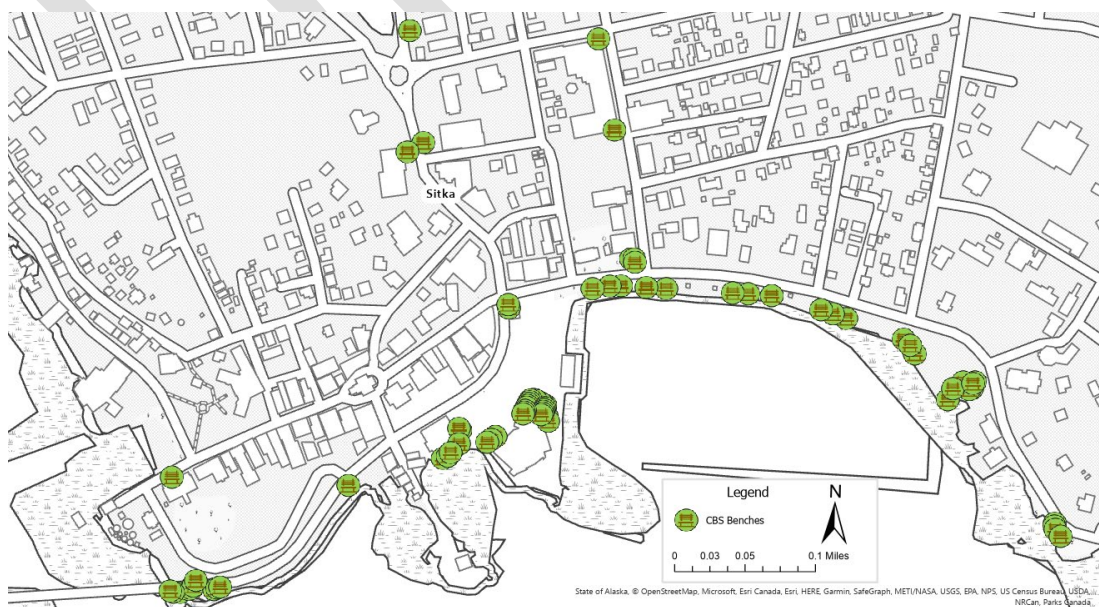 Sitka
Legend
N
CBS Benches
0 0.03 0.05 0.1 Miles
State of Alaska, © OpenStreetMap, Microsoft, Esri Canada, Esri, HERE, Garmin, SafeGraph, METI/NASA, USGS, EPA, NPS, US Census Bureau, USDA,
NRCan, Parks Canada